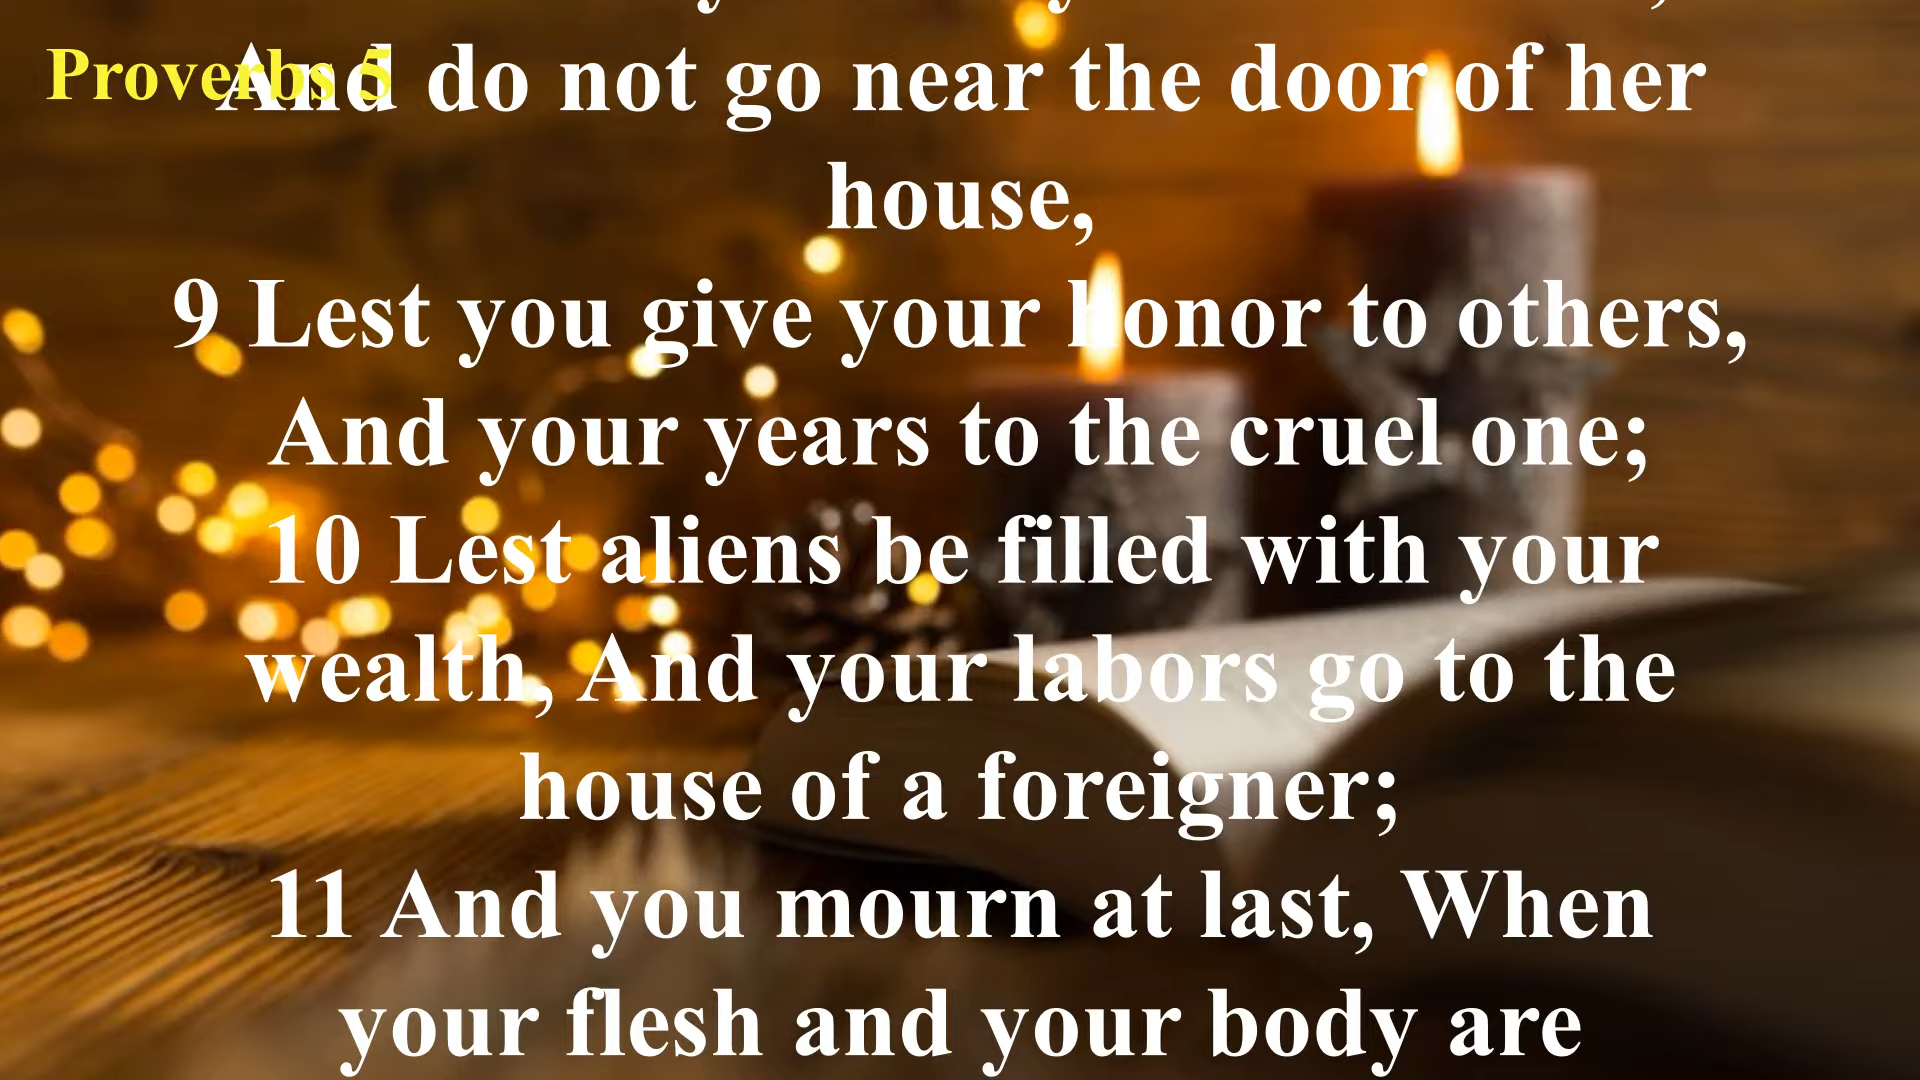 Proverbs 5
And do not go near the door of her
house,
9 Lest you give your honor to others,
And your years to the cruel one;
10 Lest aliens be filled with your
wealth, And your labors go to the
house of a foreigner;
11 And you mourn at last, When
your flesh and your body are